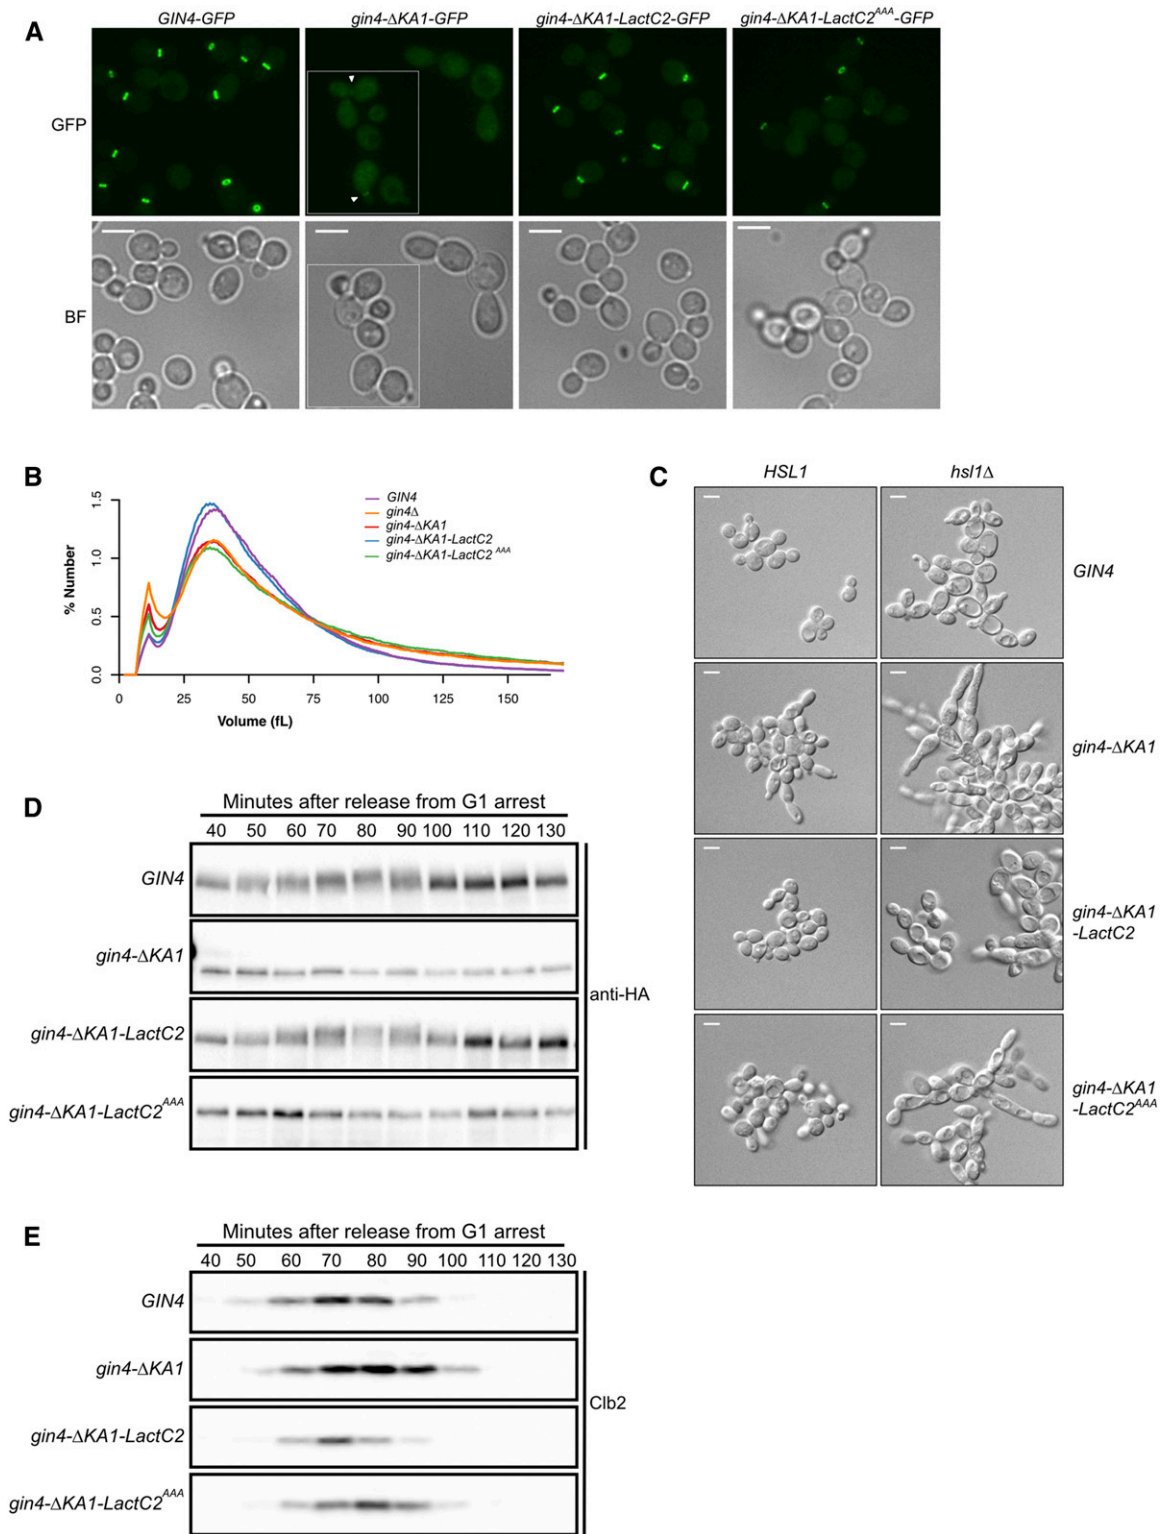 A
GIN4-GFP gin4-ΔKA1-GFP gin4-ΔKA1-LactC2-GFP gin4-ΔKA1-LactC2AAA-GFP
GFP
BF
B
% Number
1.5
1.0
0.5
0.0
0 25 50 75 100 125 150
Volume (fL)
GIN4
gin4Δ
gin4-ΔKA1
gin4-ΔKA1-LactC2
gin4-ΔKA1-LactC2 AAA
C
HSL1 hsl1Δ
GIN4
gin4-ΔKA1
gin4-ΔKA1
-LactC2
gin4-ΔKA1
-LactC2AAA
D
Minutes after release from G1 arrest
40 50 60 70 80 90 100 110 120 130
GIN4
gin4-ΔKA1
gin4-ΔKA1-LactC2
gin4-ΔKA1-LactC2AAA
anti-HA
E
Minutes after release from G1 arrest
40 50 60 70 80 90 100 110 120 130
GIN4
gin4-ΔKA1
gin4-ΔKA1-LactC2
gin4-ΔKA1-LactC2AAA
Clb2